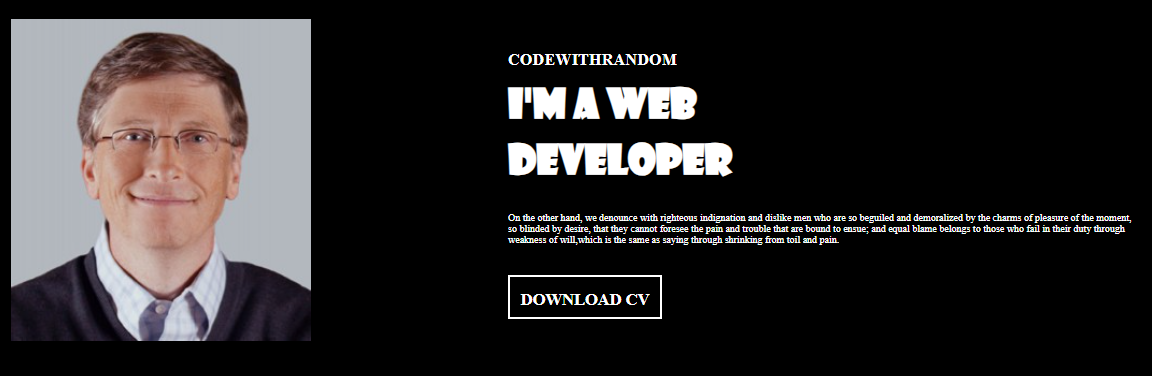 CODEWITHRANDOM
I'M A WEB
DEVELOPER
On the other hand, we denounce with righteous indignation and dislike men who are so beguiled and demoralized by the charms of pleasure of the moment,
so blinded by desire, that they cannot foresee the pain and trouble that are bound to ensue; and equal blame belongs to those who fail in their duty through
weakness of will,which is the same as saying through shrinking from toil and pain.
DOWNLOAD CV